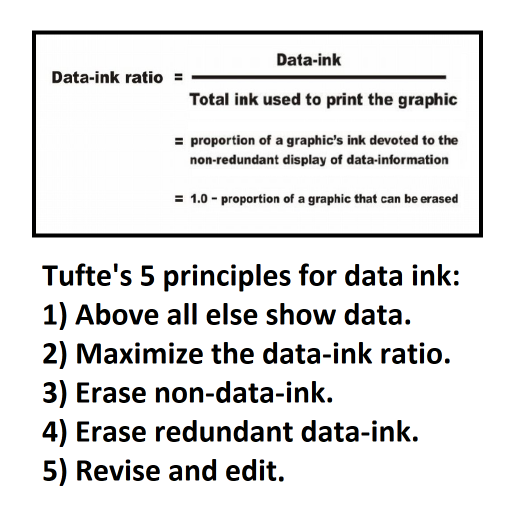 Data-ink ratio = Data-ink
Total ink used to print the graphic
= proportion of a graphic's ink devoted to the
non-redundant display of data-information
= 1.0 – proportion of a graphic that can be erased
Tufte's 5 principles for data ink:
1) Above all else show data.
2) Maximize the data-ink ratio.
3) Erase non-data-ink.
4) Erase redundant data-ink.
5) Revise and edit.